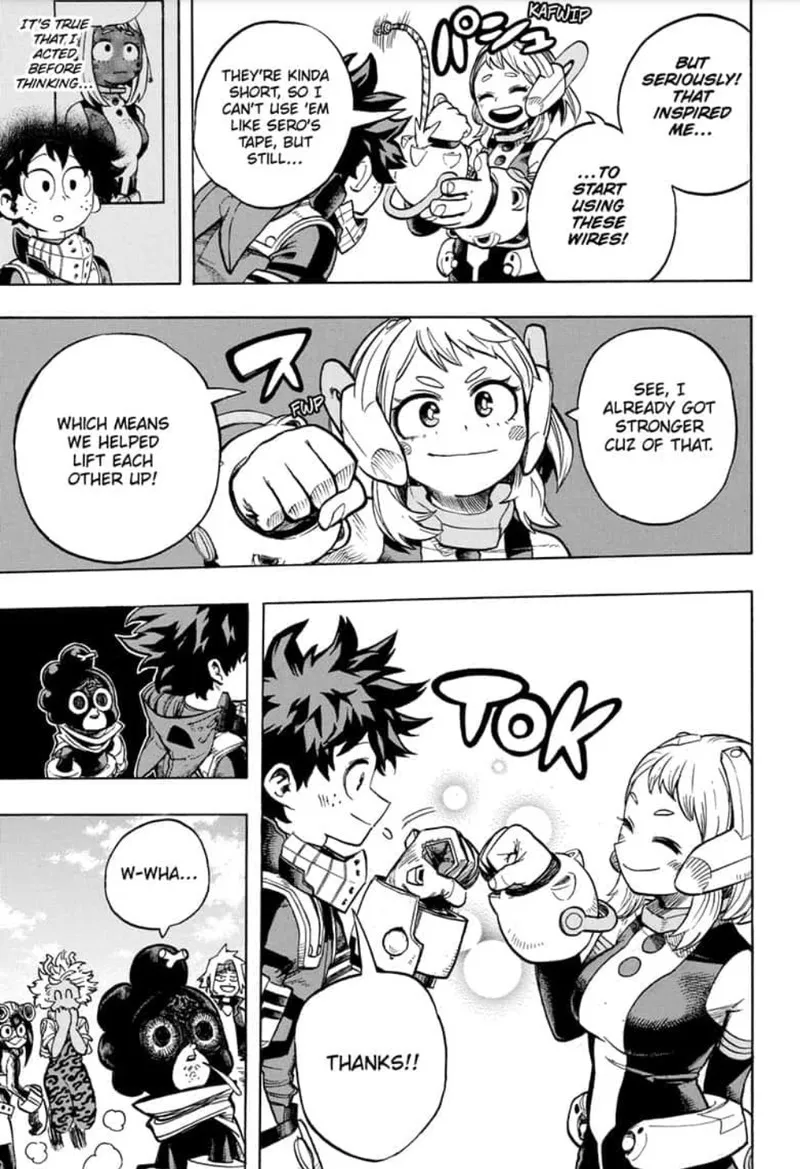 BUT
SERIOUSLY!
THAT
INSPIRED
ME...
...TO
START
USING
THESE
WIRES!
KAFWIP
パシュ
THEY'RE KINDA
SHORT, SO I
CAN'T USE 'EM
LIKE SERO'S
TAPE, BUT
STILL...
IT'S TRUE
THAT I
ACTED
BEFORE
THINKING...
SEE, I
ALREADY GOT
STRONGER
CUZ OF THAT.
ス
FWP
WHICH MEANS
WE HELPED
LIFT EACH
OTHER UP!
TOK
THANKS!!
W-WHA...